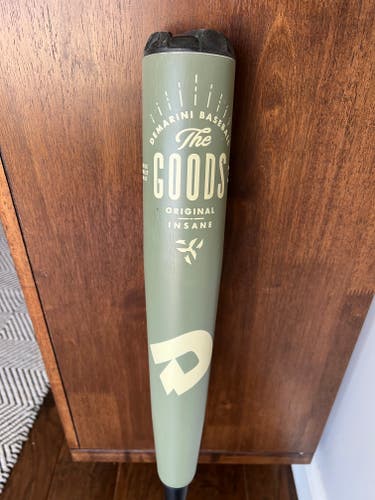 DEMARINI BASEBALL
The
GOODS
ORIGINAL
INSANE